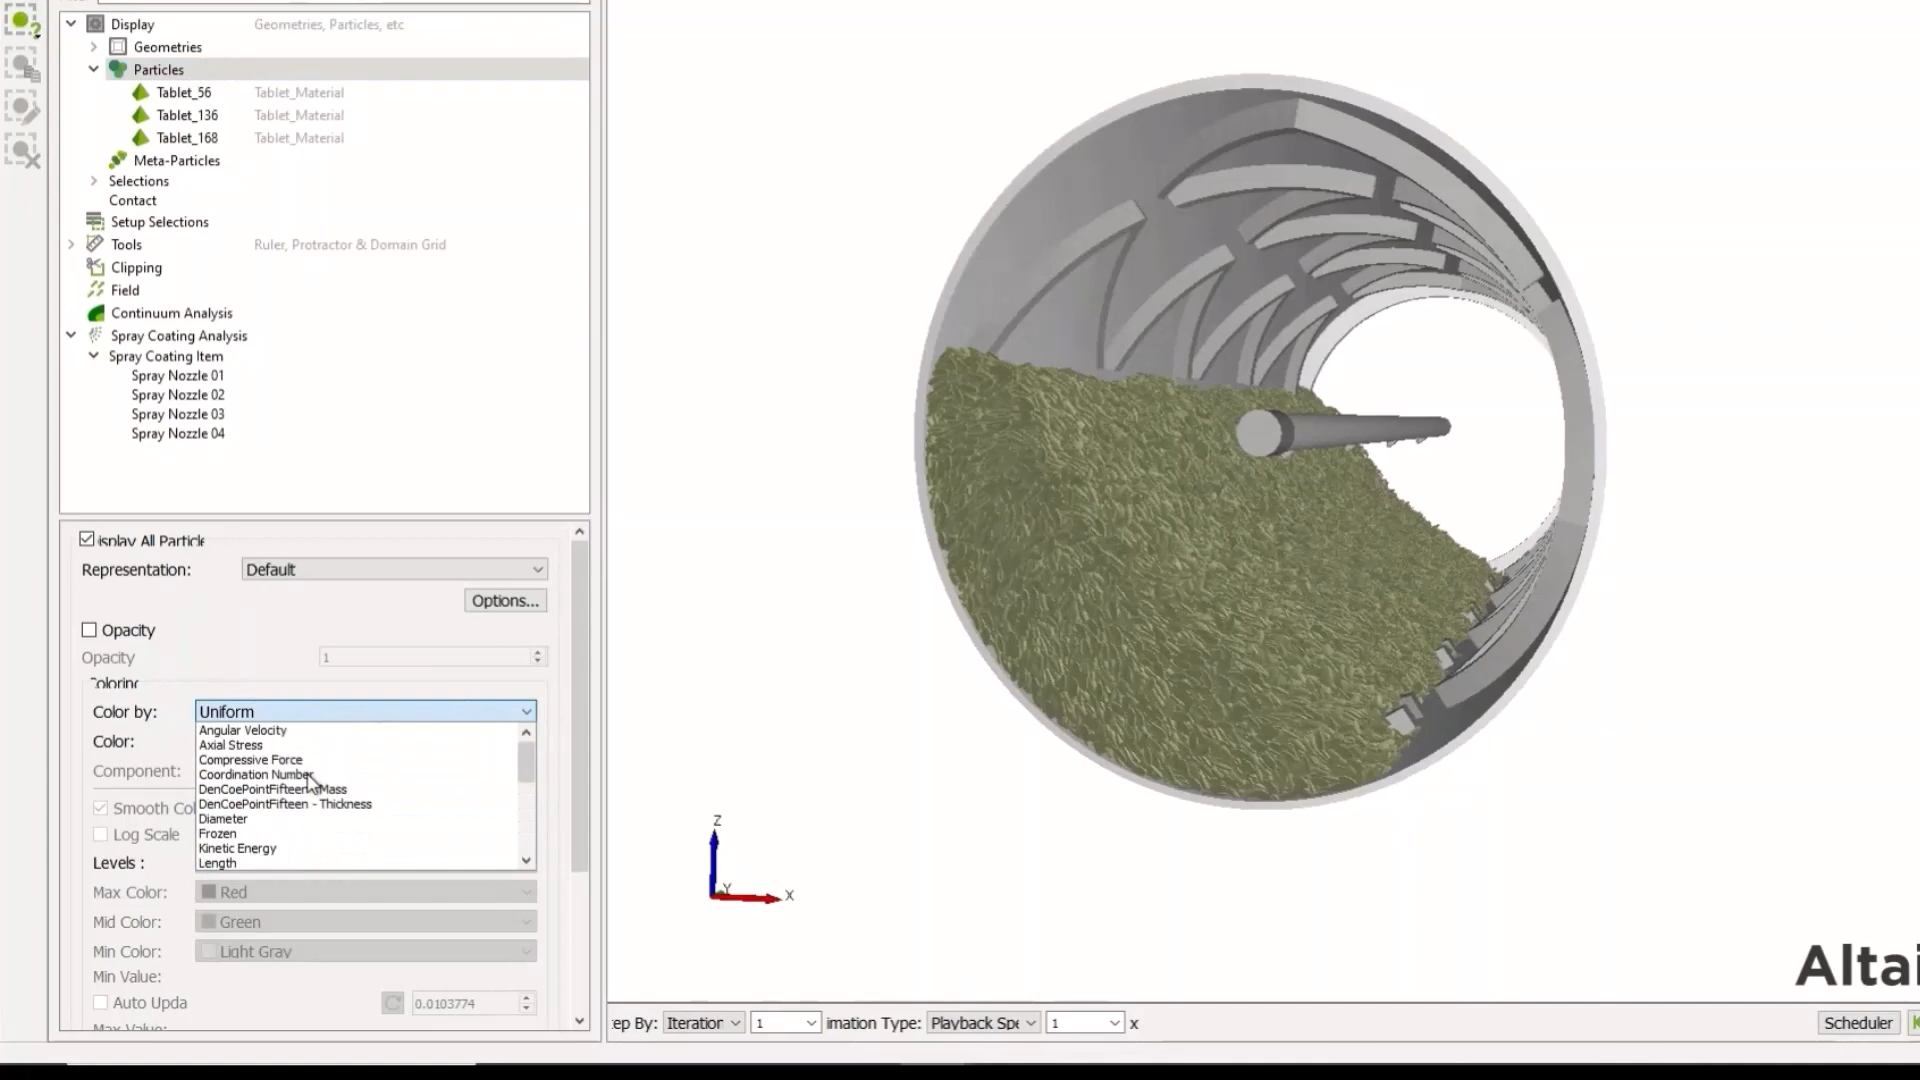 Display Geometries, Particles, etc
Geometries
Particles
Tablet_56 Tablet_Material
Tablet_136 Tablet_Material
Tablet_168 Tablet_Material
Meta-Particles
Selections
Contact
Setup Selections
Tools Ruler, Protractor & Domain Grid
Clipping
Field
Continuum Analysis
Spray Coating Analysis
Spray Coating Item
Spray Nozzle 01
Spray Nozzle 02
Spray Nozzle 03
Spray Nozzle 04
isplay All Particle
Representation: Default
Options...
Opacity
Opacity 1
Coloring
Color by: Uniform
Angular Velocity
Color: Axial Stress
Compressive Force
Component: Coordination Number
DenCoePointFifteen - Mass
Smooth Col DenCoePointFifteen - Thickness
Diameter
Log Scale Frozen
Kinetic Energy
Levels : Length
Max Color: Red
Mid Color: Green
Min Color: Light Gray
Min Value:
Auto Upda 0.0103774
Max Value:
Z
Y
X
Altai
ep By: Iteration 1 imation Type: Playback Spe 1 x
Scheduler